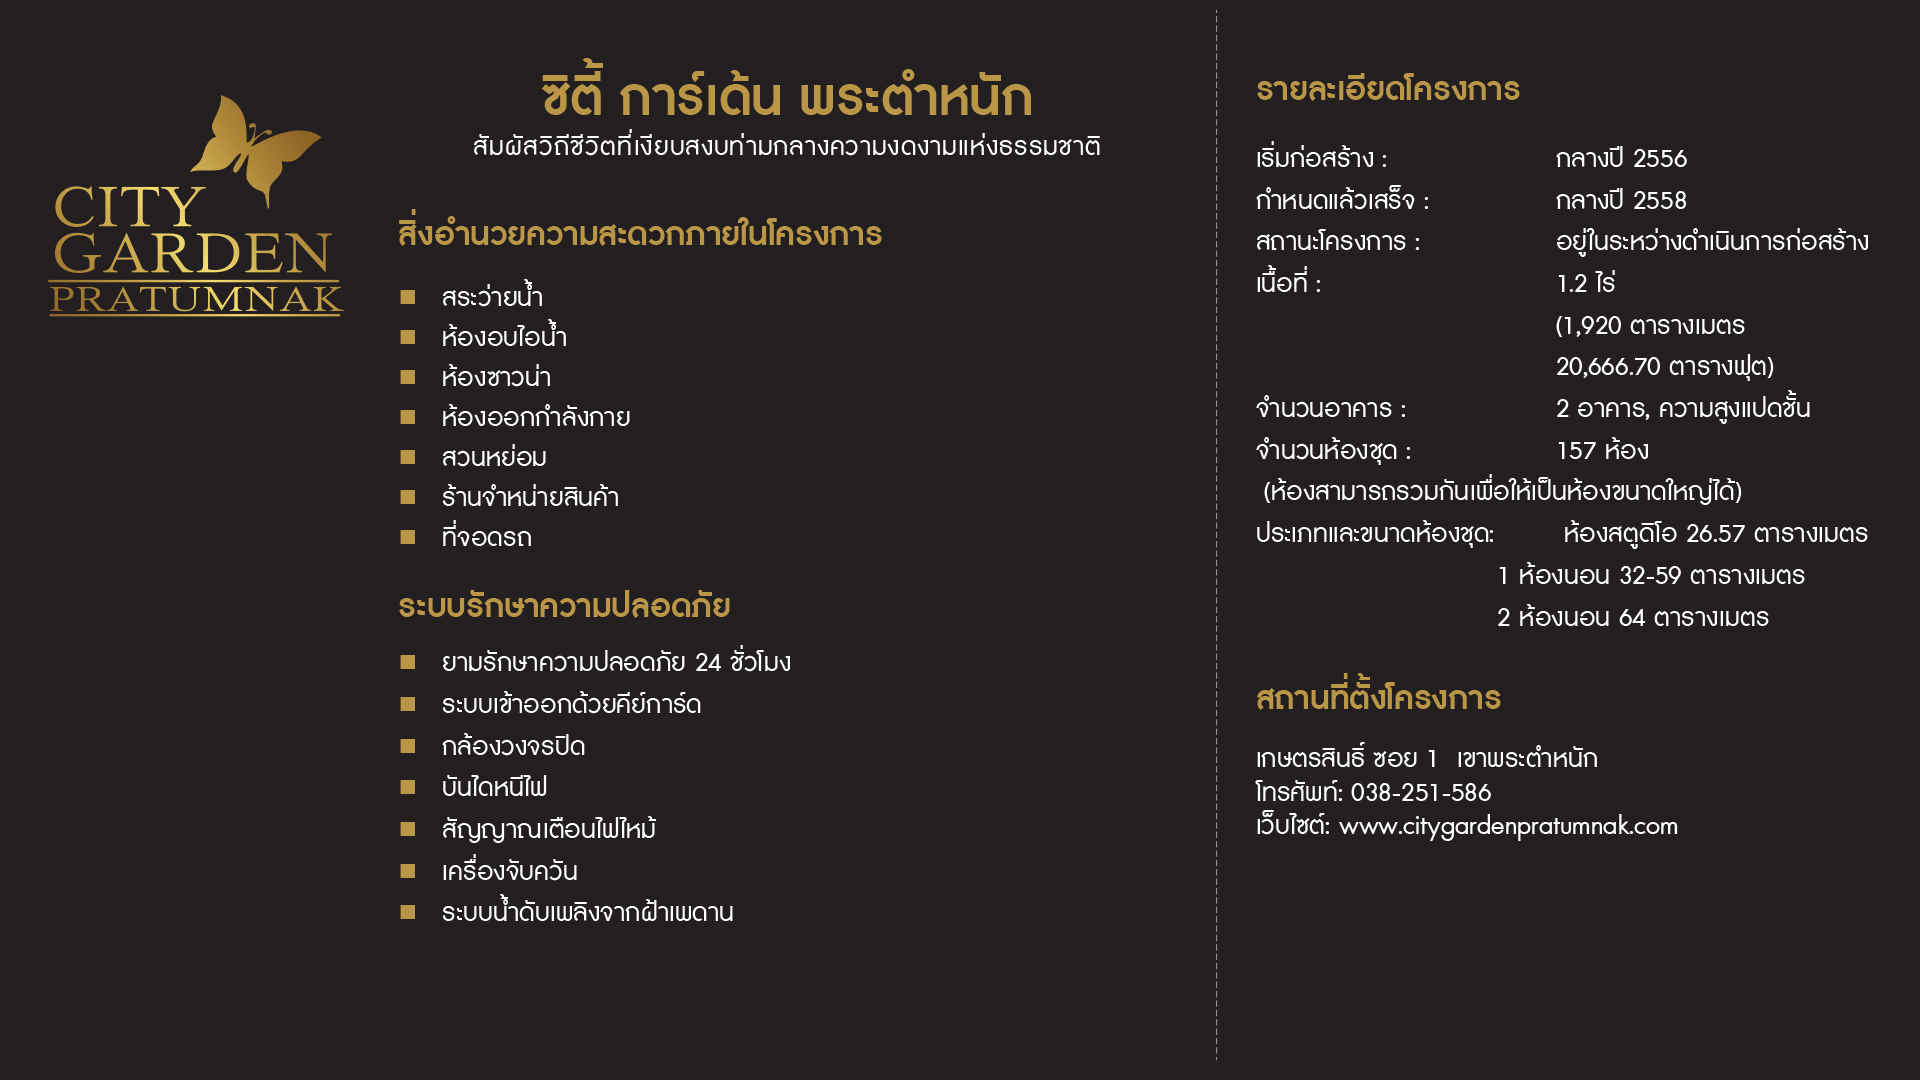 CITY
GARDEN
PRATUMNAK
ซิตี้ การ์เด้น พระตำหนัก
สัมผัสวิถีชีวิตที่เงียบสงบท่ามกลางความงดงามแห่งธรรมชาติ
สิ่งอำนวยความสะดวกภายในโครงการ
สระว่ายน้ำ
ห้องอบไอน้ำ
ห้องซาวน่า
ห้องออกกำลังกาย
สวนหย่อม
ร้านจำหน่ายสินค้า
ที่จอดรถ
ระบบรักษาความปลอดภัย
ยามรักษาความปลอดภัย 24 ชั่วโมง
ระบบเข้าออกด้วยคีย์การ์ด
กล้องวงจรปิด
บันไดหนีไฟ
สัญญาณเตือนไฟไหม้
เครื่องจับควัน
ระบบน้ำดับเพลิงจากฝ้าเพดาน
รายละเอียดโครงการ
เริ่มก่อสร้าง : กลางปี 2556
กำหนดแล้วเสร็จ : กลางปี 2558
สถานะโครงการ : อยู่ในระหว่างดำเนินการก่อสร้าง
เนื้อที่ : 1.2 ไร่
(1,920 ตารางเมตร
20,666.70 ตารางฟุต)
จำนวนอาคาร : 2 อาคาร, ความสูงแปดชั้น
จำนวนห้องชุด : 157 ห้อง
(ห้องสามารถรวมกันเพื่อให้เป็นห้องขนาดใหญ่ได้)
ประเภทและขนาดห้องชุด: ห้องสตูดิโอ 26.57 ตารางเมตร
1 ห้องนอน 32-59 ตารางเมตร
2 ห้องนอน 64 ตารางเมตร
สถานที่ตั้งโครงการ
เกษตรสินธิ์ ซอย 1 เขาพระตำหนัก
โทรศัพท์: 038-251-586
เว็บไซต์: www.citygardenpratumnak.com